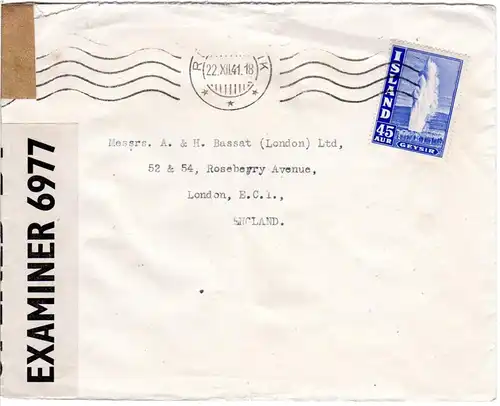 R K
22.XII.41.18
ISLAND
45
AUR GEYSIR
Messrs. A. & H. Bassat (London) Ltd,
52 & 54, Roseberry Avenue,
London, E.C.1,
ENGLAND.
EXAMINER 6977